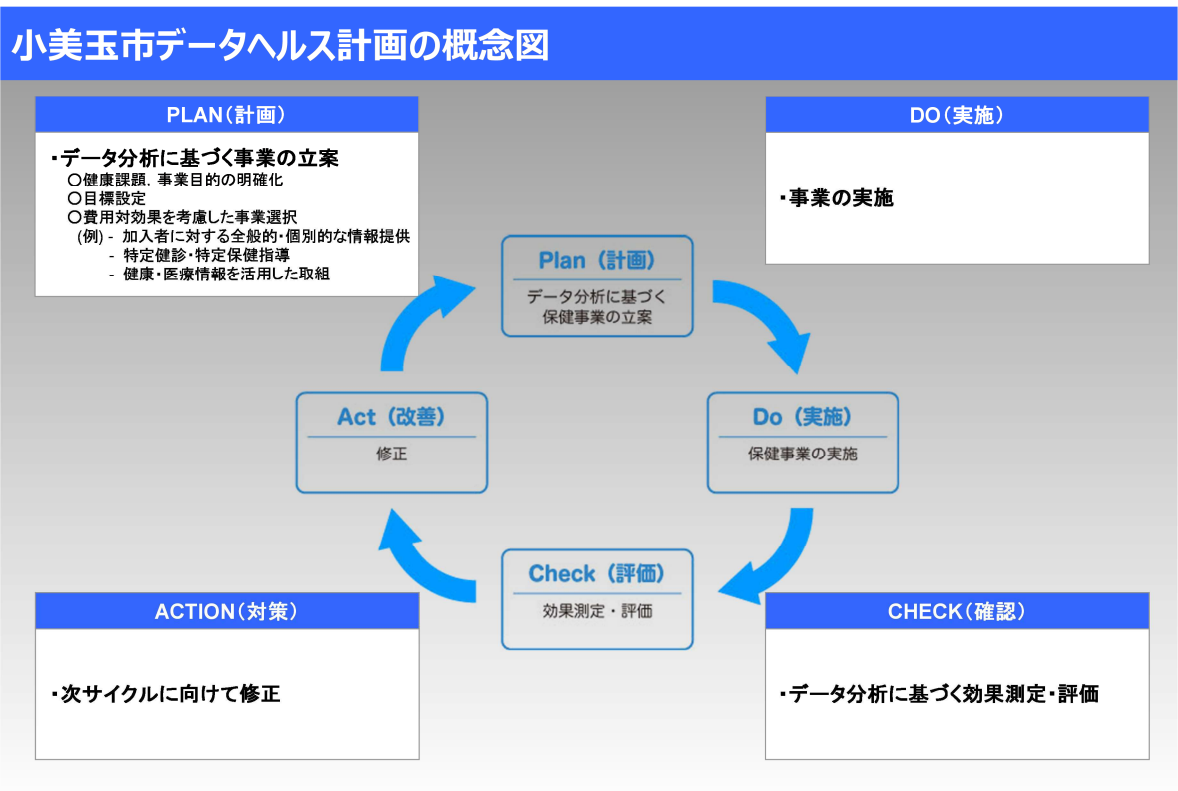 小美玉市データヘルス計画の概念図
PLAN（計画）
・データ分析に基づく事業の立案
○健康課題．事業目的の明確化
○目標設定
○費用対効果を考慮した事業選択
(例) - 加入者に対する全般的・個別的な情報提供
- 特定健診・特定保健指導
- 健康・医療情報を活用した取組
DO（実施）
・事業の実施
Plan（計画）
データ分析に基づく
保健事業の立案
Act（改善）
修正
Do（実施）
保健事業の実施
Check（評価）
効果測定・評価
ACTION（対策）
・次サイクルに向けて修正
CHECK（確認）
・データ分析に基づく効果測定・評価